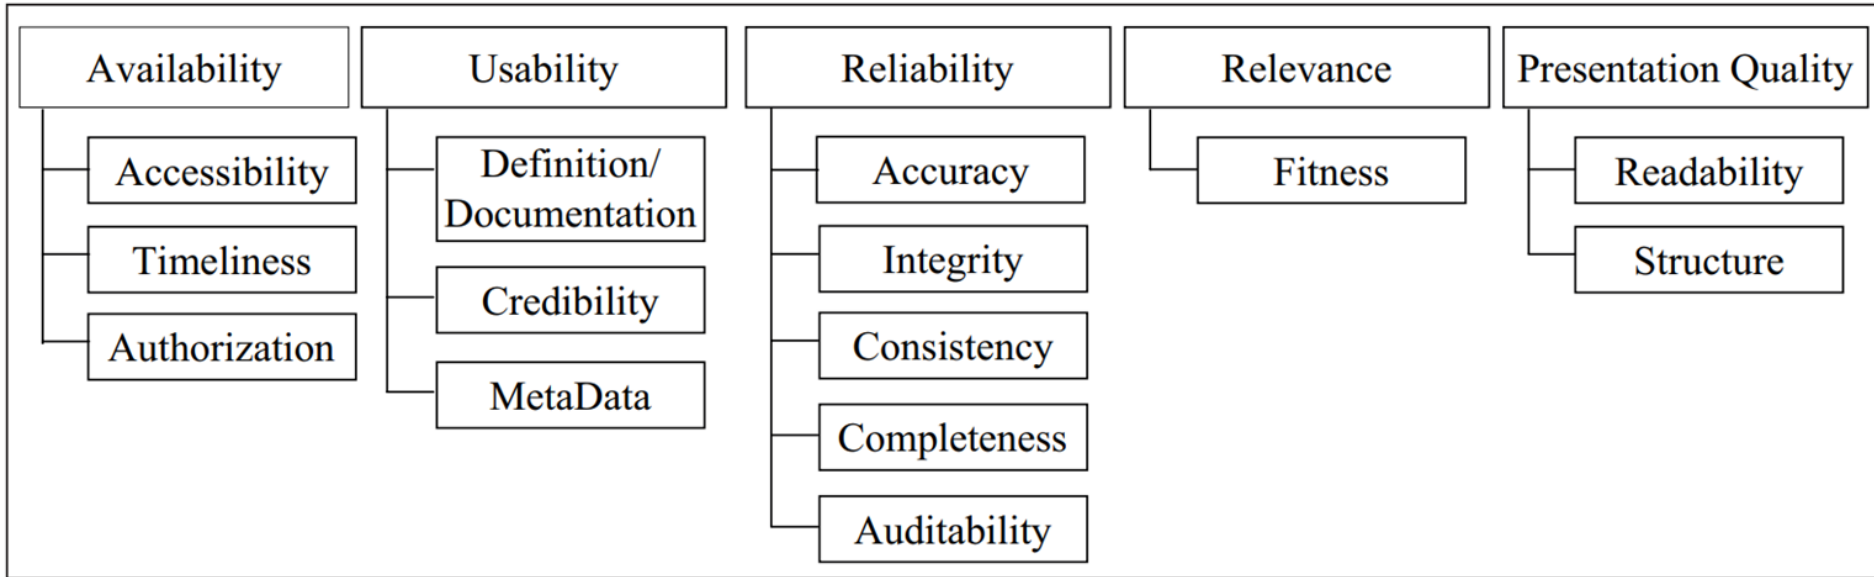 Availability
Accessibility
Timeliness
Authorization
Usability
Definition/
Documentation
Credibility
MetaData
Reliability
Accuracy
Integrity
Consistency
Completeness
Auditability
Relevance
Fitness
Presentation Quality
Readability
Structure